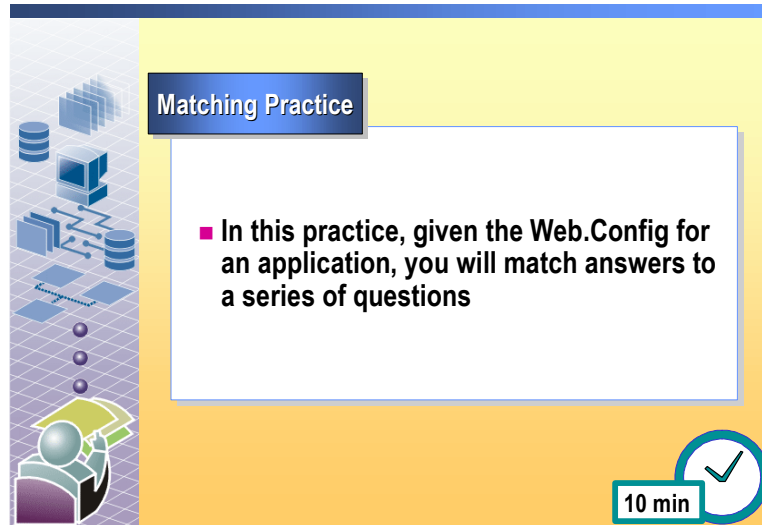 Matching Practice
■ In this practice, given the Web.Config for
an application, you will match answers to
a series of questions
10 min